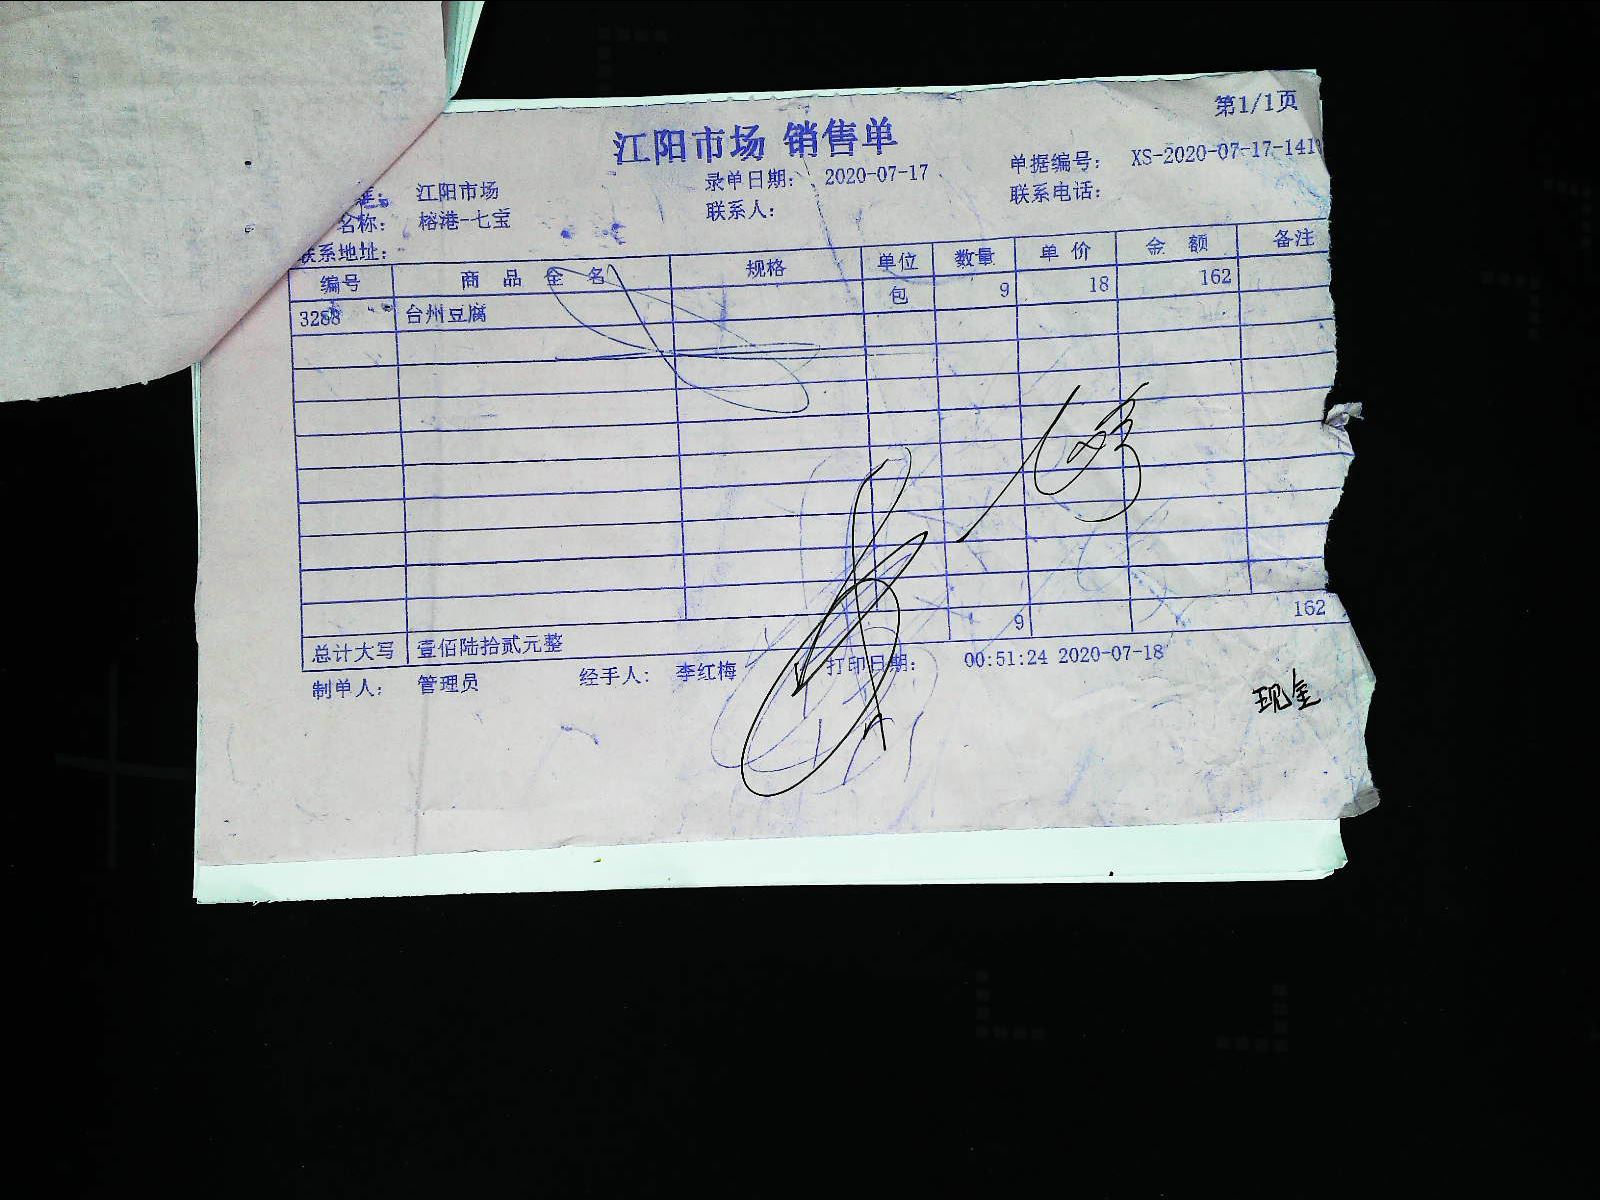 第1/1页
江阳市场 销售单
江阳市场 录单日期: 2020-07-17 单据编号: XS-2020-07-17-141
名称: 榕港-七宝 联系人: 联系电话:
联系地址:
编号 商品全名 规格 单位 数量 单价 金额 备注
3288 台州豆腐 包 9 18 162
9 162
总计大写 壹佰陆拾贰元整
制单人: 管理员 经手人: 李红梅 打印日期: 00:51:24 2020-07-18
现金